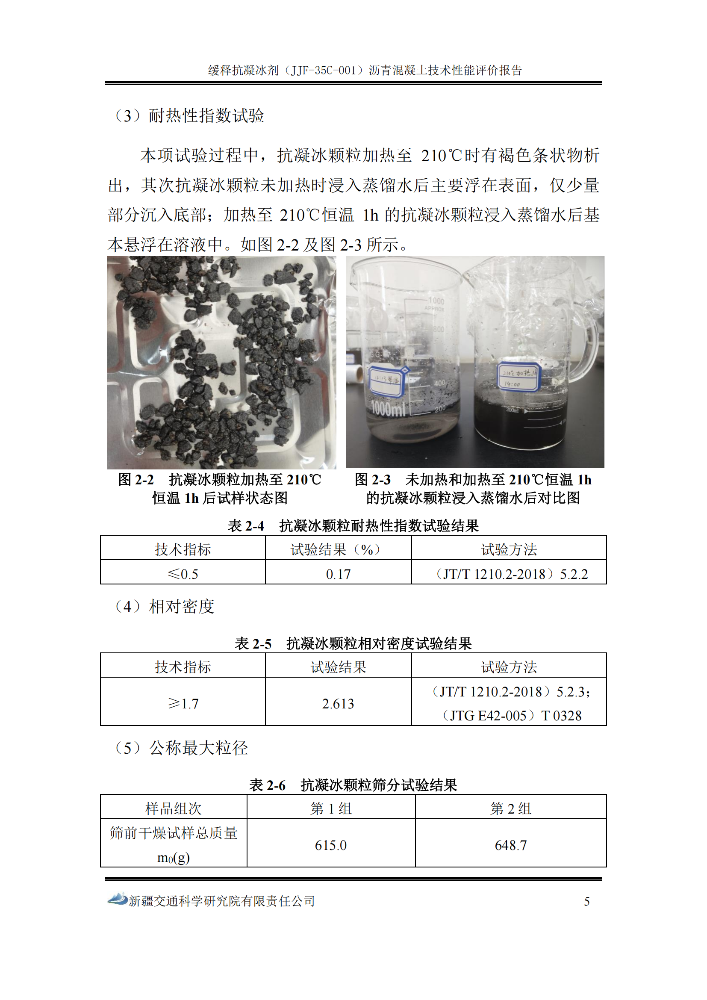 缓释抗凝冰剂（JJF-35C-001）沥青混凝土技术性能评价报告
（3）耐热性指数试验
本项试验过程中，抗凝冰颗粒加热至 210℃时有褐色条状物析
出，其次抗凝冰颗粒未加热时浸入蒸馏水后主要浮在表面，仅少量
部分沉入底部；加热至 210℃恒温 1h 的抗凝冰颗粒浸入蒸馏水后基
本悬浮在溶液中。如图 2-2 及图 2-3 所示。
1000
APPROX
800
400
200
1000ml
210℃加热1h
14:00
200ml
图 2-2 抗凝冰颗粒加热至 210℃
恒温 1h 后试样状态图
图 2-3 未加热和加热至 210℃恒温 1h
的抗凝冰颗粒浸入蒸馏水后对比图
表 2-4 抗凝冰颗粒耐热性指数试验结果
技术指标 试验结果（%） 试验方法
≤0.5 0.17 （JT/T 1210.2-2018）5.2.2
（4）相对密度
表 2-5 抗凝冰颗粒相对密度试验结果
技术指标 试验结果 试验方法
≥1.7 2.613 （JT/T 1210.2-2018）5.2.3；
（JTG E42-005）T 0328
（5）公称最大粒径
表 2-6 抗凝冰颗粒筛分试验结果
样品组次 第 1 组 第 2 组
筛前干燥试样总质量
m₀(g) 615.0 648.7
新疆交通科学研究院有限责任公司 5